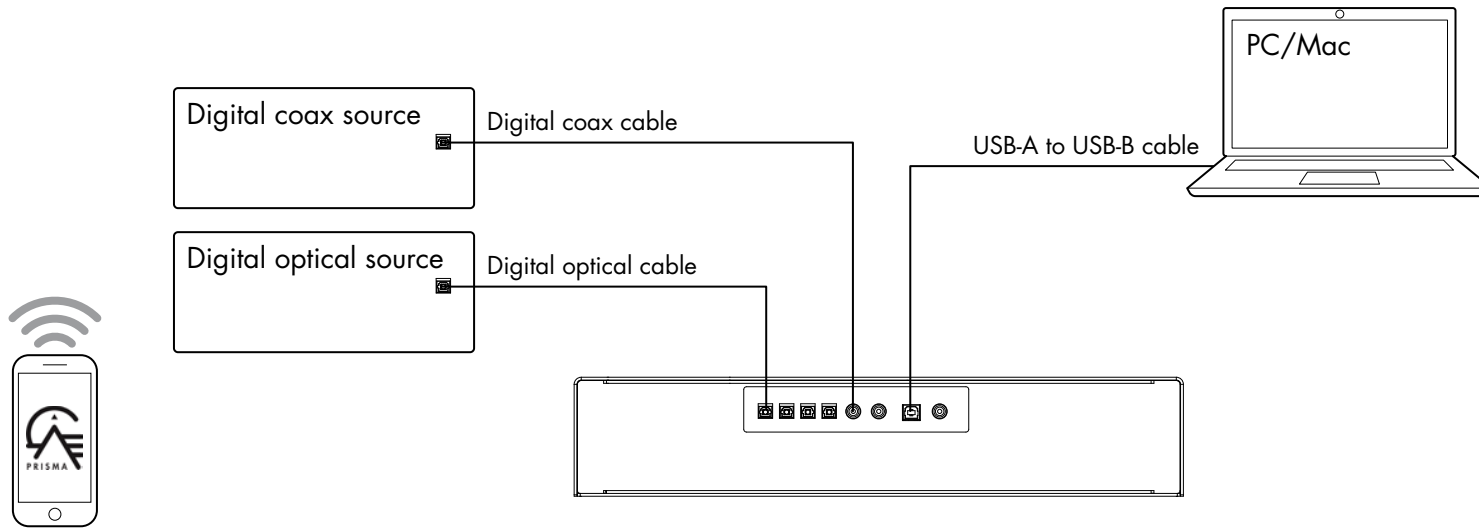 PC/Mac
Digital coax source
Digital coax cable
USB-A to USB-B cable
Digital optical source
Digital optical cable
PRISMA